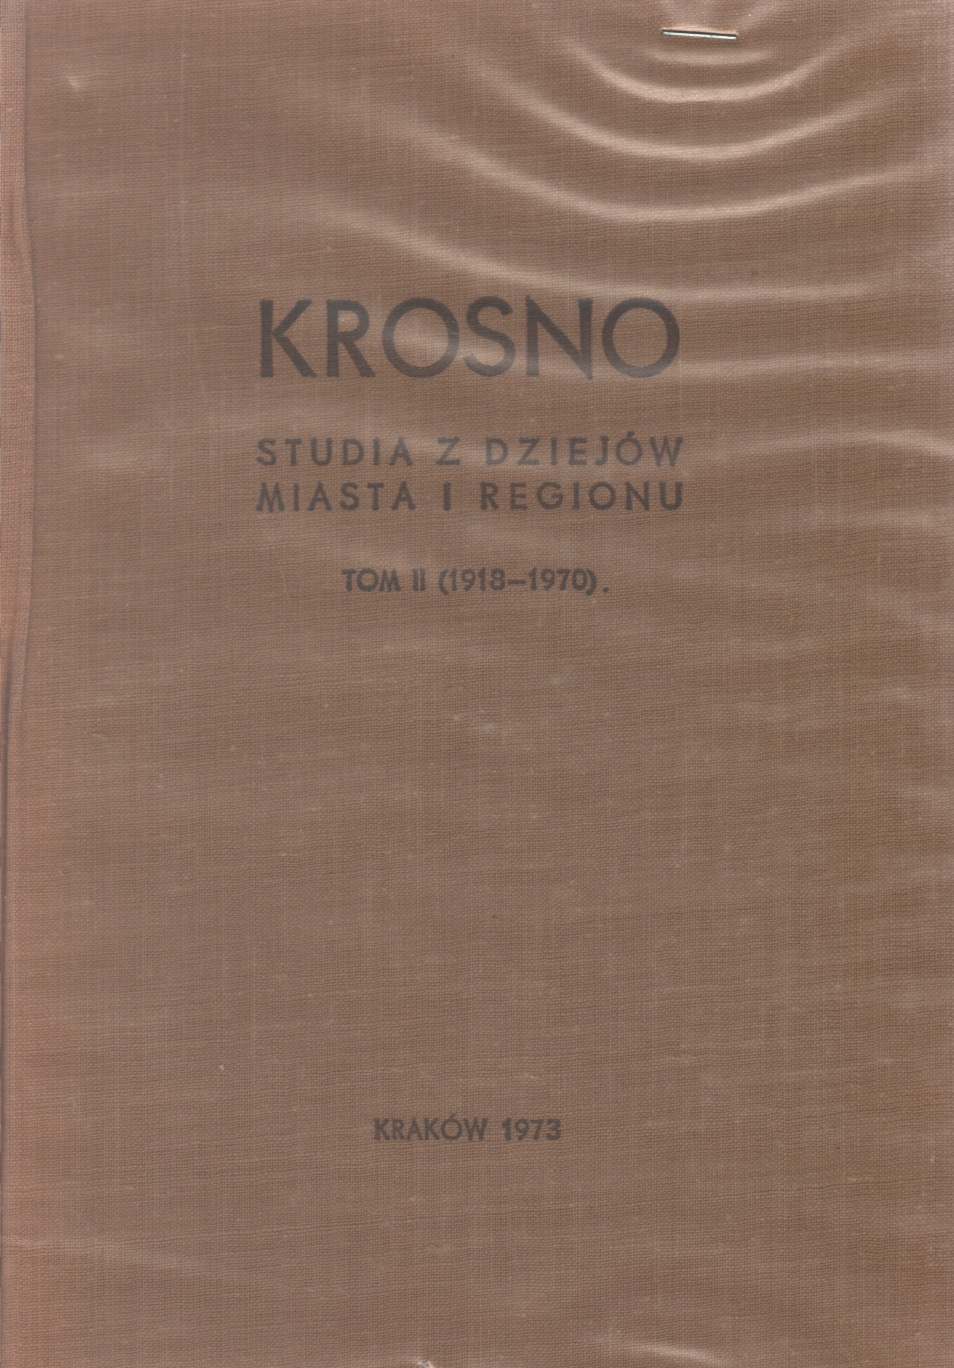 KROSNO
STUDIA Z DZIEJÓW
MIASTA I REGIONU
TOM II (1918–1970).
KRAKÓW 1973